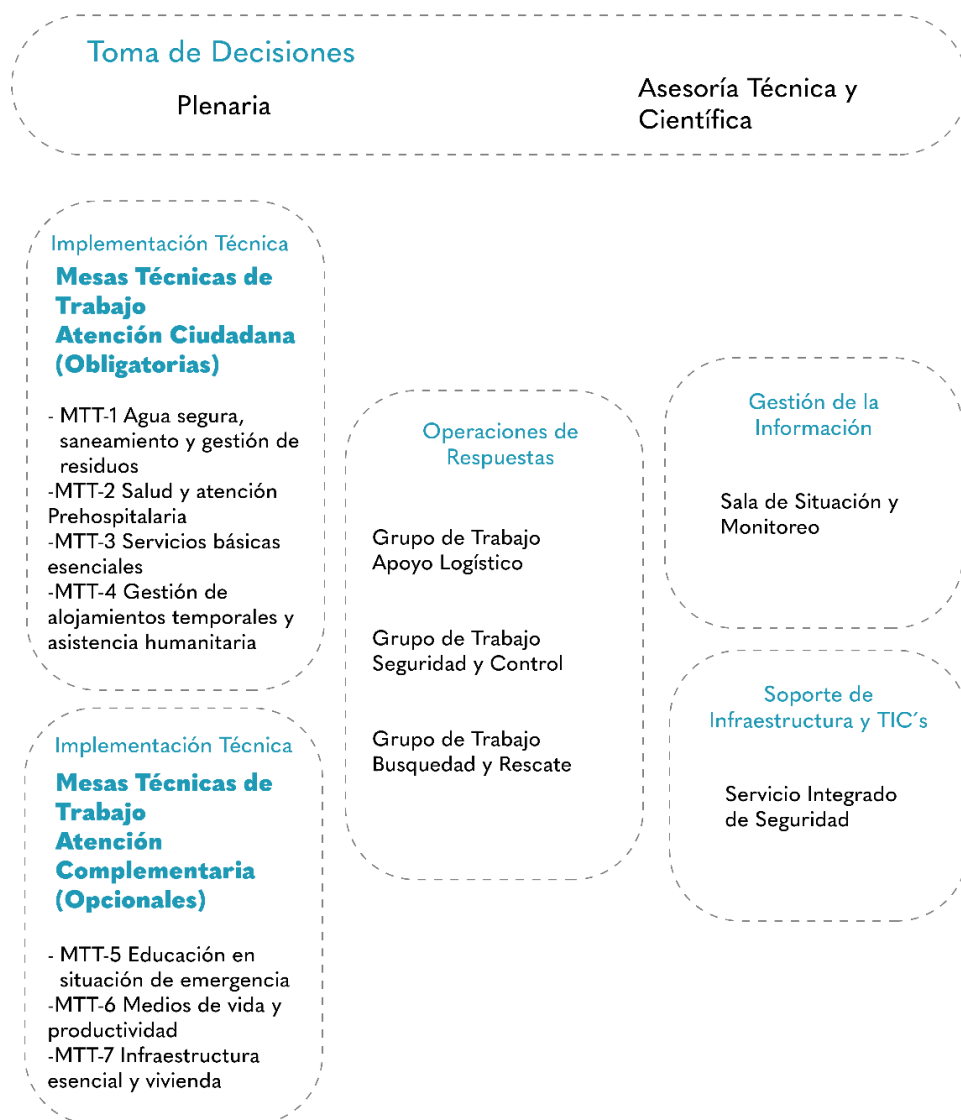 Toma de Decisiones
Plenaria
Asesoría Técnica y
Científica
Implementación Técnica
Mesas Técnicas de
Trabajo
Atención Ciudadana
(Obligatorias)
- MTT-1 Agua segura,
saneamiento y gestión de
residuos
-MTT-2 Salud y atención
Prehospitalaria
-MTT-3 Servicios básicas
esenciales
-MTT-4 Gestión de
alojamientos temporales y
asistencia humanitaria
Implementación Técnica
Mesas Técnicas de
Trabajo
Atención
Complementaria
(Opcionales)
- MTT-5 Educación en
situación de emergencia
-MTT-6 Medios de vida y
productividad
-MTT-7 Infraestructura
esencial y vivienda
Operaciones de
Respuestas
Grupo de Trabajo
Apoyo Logístico
Grupo de Trabajo
Seguridad y Control
Grupo de Trabajo
Busquedad y Rescate
Gestión de la
Información
Sala de Situación y
Monitoreo
Soporte de
Infraestructura y TIC´s
Servicio Integrado
de Seguridad